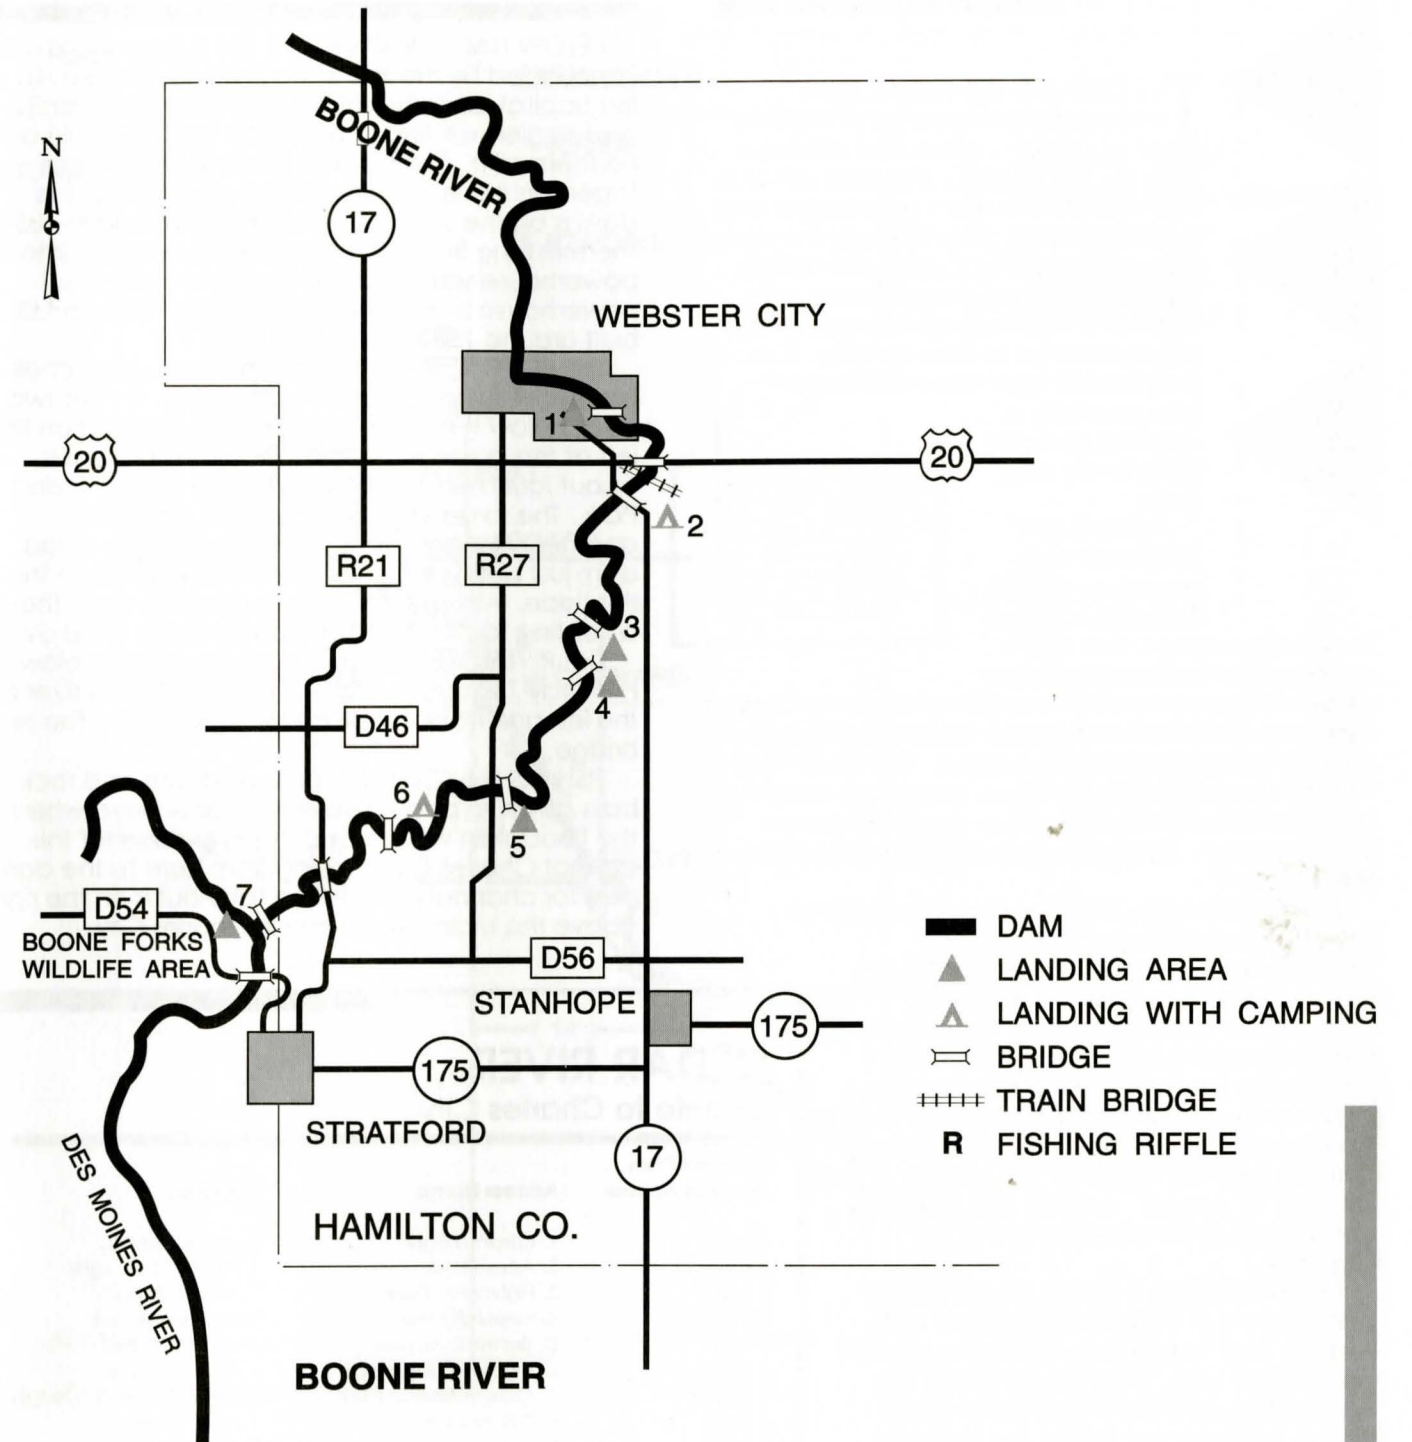 BOONE RIVER
N
17
WEBSTER CITY
1
20
20
2
R21
R27
3
4
D46
6
5
7
D54
BOONE FORKS
WILDLIFE AREA
D56
STANHOPE
175
175
STRATFORD
17
DES MOINES RIVER
HAMILTON CO.
BOONE RIVER
DAM
LANDING AREA
LANDING WITH CAMPING
BRIDGE
TRAIN BRIDGE
R FISHING RIFFLE